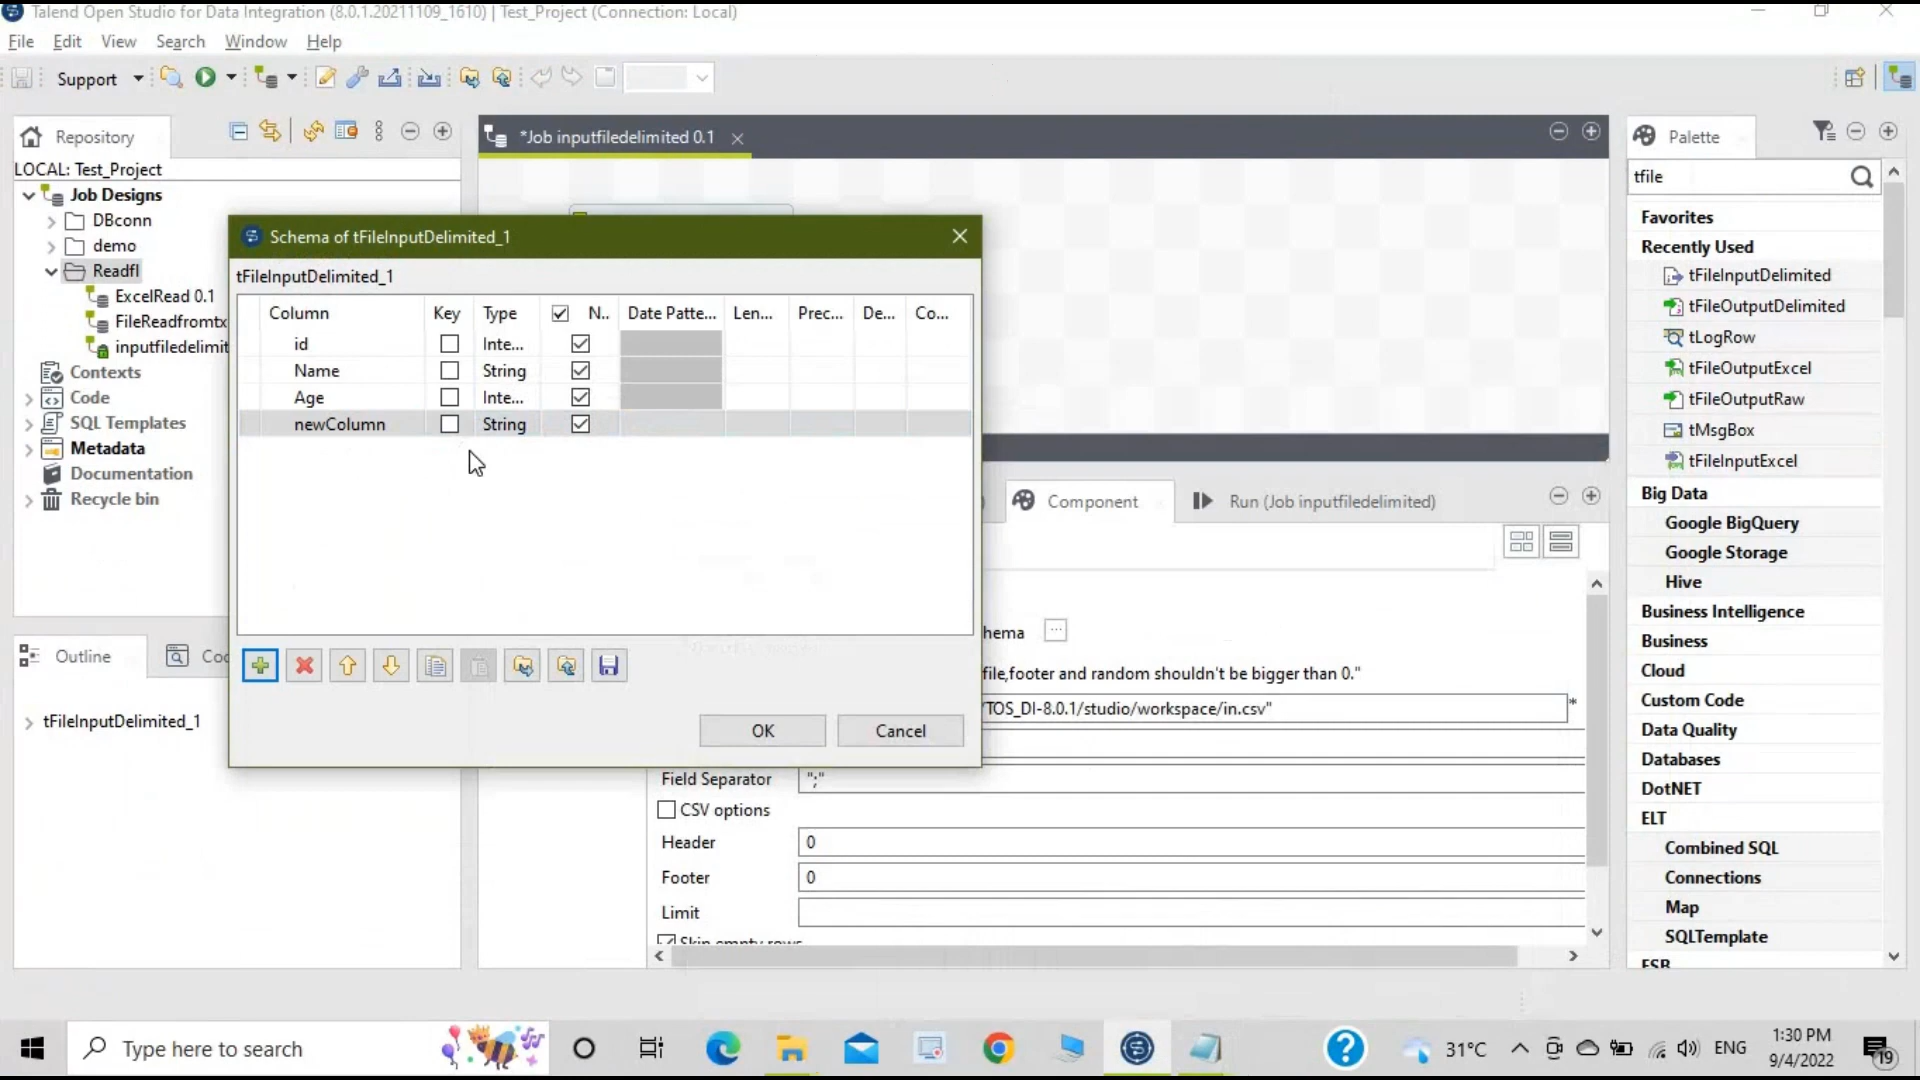 Talend Open Studio for Data Integration (8.0.1.20211109_1610) | Test_Project (Connection: Local)
File Edit View Search Window Help
Support
Repository
LOCAL: Test_Project
Job Designs
DBconn
demo
Readfl
ExcelRead 0.1
FileReadfromtx
inputfiledelimit
Contexts
Code
SQL Templates
Metadata
Documentation
Recycle bin
Outline
Coc
tFileInputDelimited_1
*Job inputfiledelimited 0.1
Schema of tFileInputDelimited_1
tFileInputDelimited_1
Column Key Type N.. Date Patte... Len... Prec... De... Co...
id Inte...
Name String
Age Inte...
newColumn String
OK Cancel
Component Run (Job inputfiledelimited)
hema ...
file,footer and random shouldn't be bigger than 0."
/TOS_DI-8.0.1/studio/workspace/in.csv" *
Field Separator ";"
CSV options
Header 0
Footer 0
Limit
Skip empty rows
Palette
tfile
Favorites
Recently Used
tFileInputDelimited
tFileOutputDelimited
tLogRow
tFileOutputExcel
tFileOutputRaw
tMsgBox
tFileInputExcel
Big Data
Google BigQuery
Google Storage
Hive
Business Intelligence
Business
Cloud
Custom Code
Data Quality
Databases
DotNET
ELT
Combined SQL
Connections
Map
SQLTemplate
ESB
Type here to search
31°C ENG 1:30 PM
9/4/2022
19